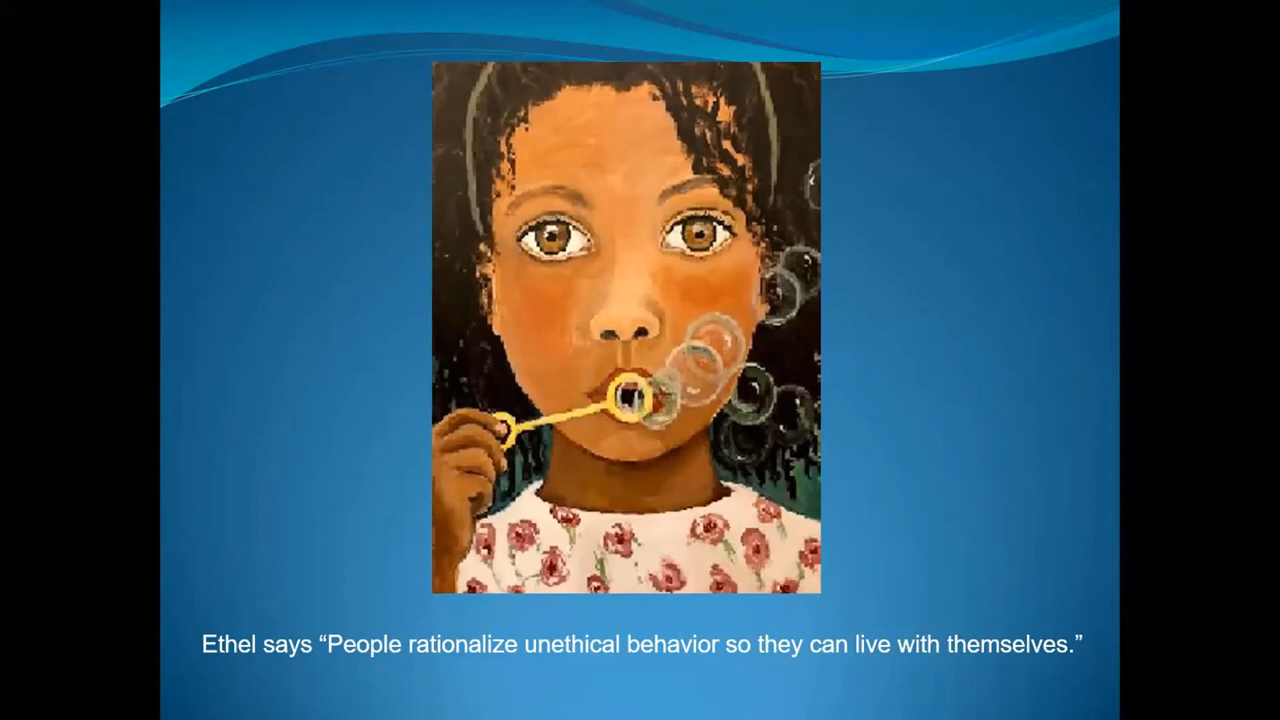 Ethel says “People rationalize unethical behavior so they can live with themselves.”